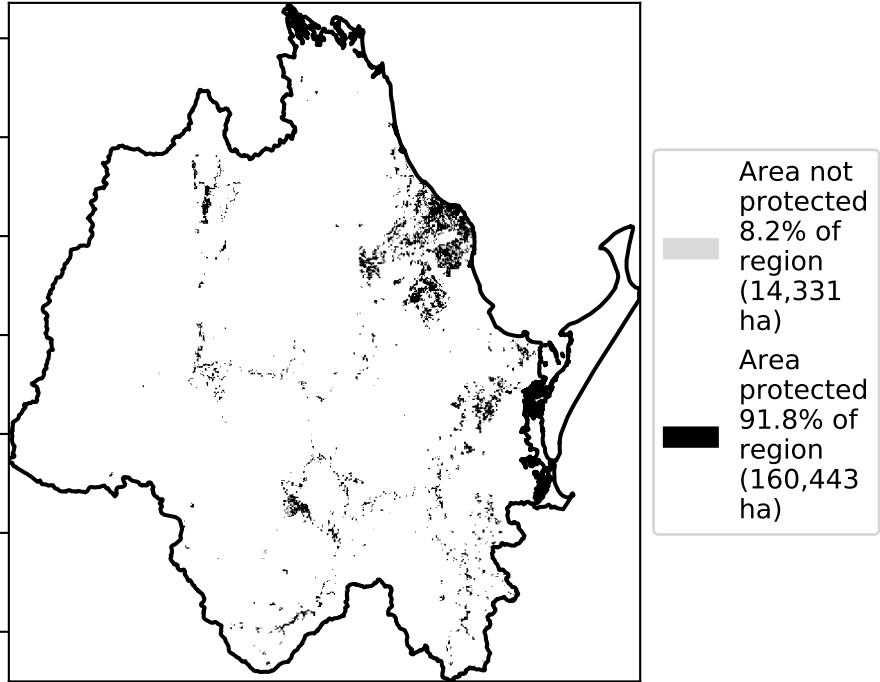 Area not
protected
8.2% of
region
(14,331
ha)
Area
protected
91.8% of
region
(160,443
ha)